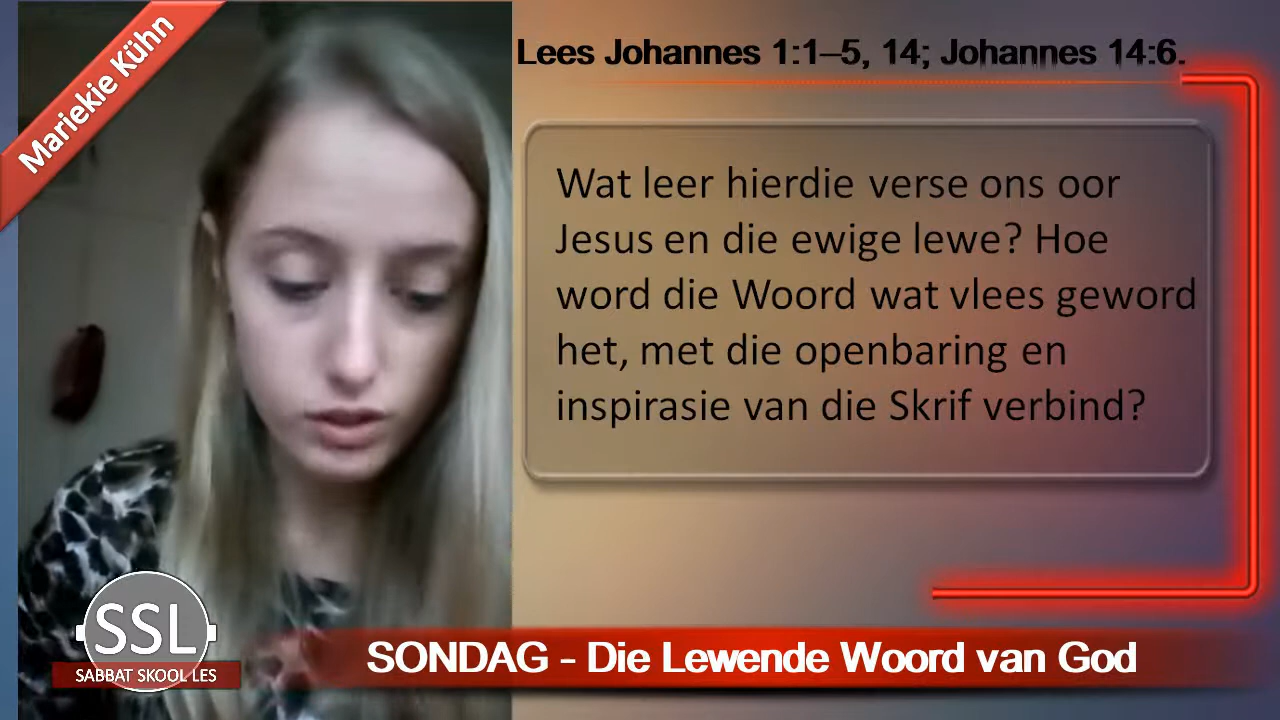 Mariekie Kühn
Lees Johannes 1:1–5, 14; Johannes 14:6.
Wat leer hierdie verse ons oor
Jesus en die ewige lewe? Hoe
word die Woord wat vlees geword
het, met die openbaring en
inspirasie van die Skrif verbind?
SSL
SABBAT SKOOL LES
SONDAG - Die Lewende Woord van God